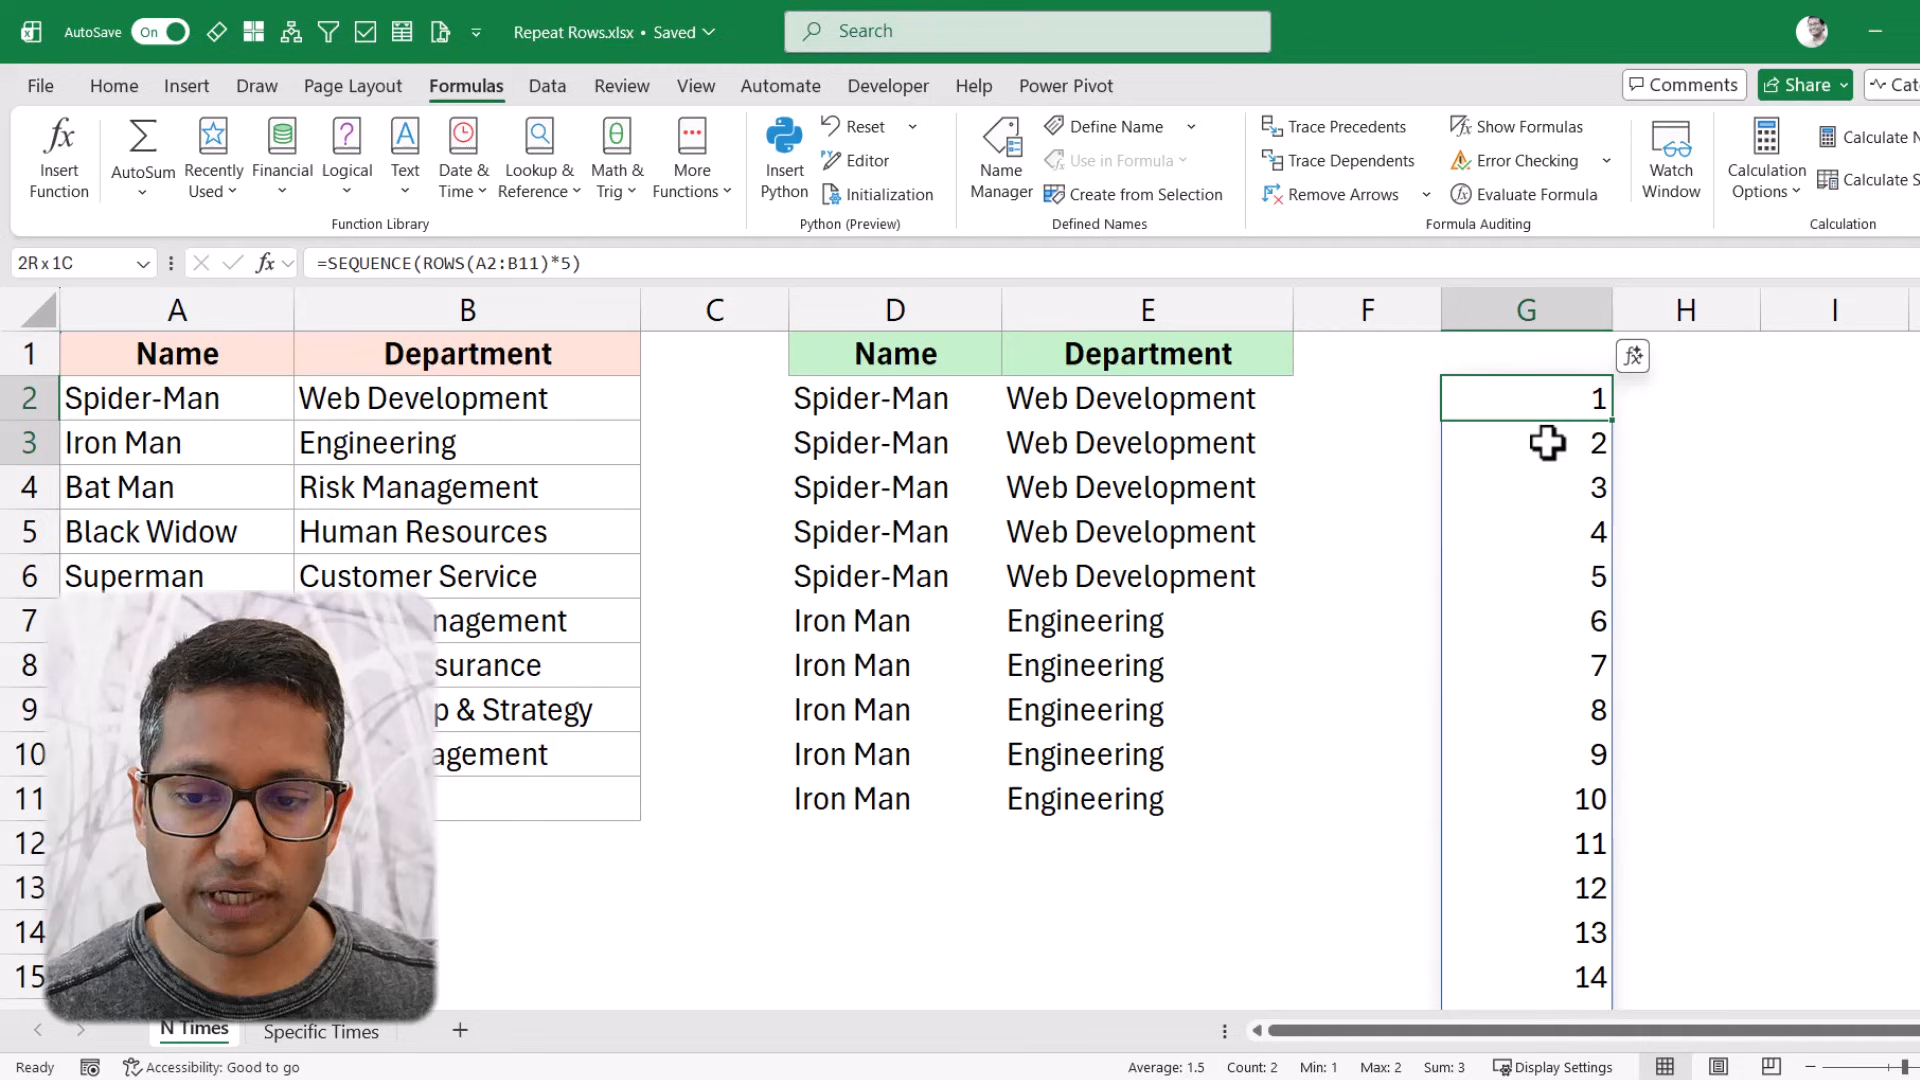 AutoSave On Repeat Rows.xlsx • Saved Search
File Home Insert Draw Page Layout Formulas Data Review View Automate Developer Help Power Pivot Comments Share
Insert Function
AutoSum
Recently Used
Financial
Logical
Text
Date & Time
Lookup & Reference
Math & Trig
More Functions
Function Library
Insert Python
Reset
Editor
Initialization
Python (Preview)
Name Manager
Define Name
Use in Formula
Create from Selection
Defined Names
Trace Precedents
Trace Dependents
Remove Arrows
Show Formulas
Error Checking
Evaluate Formula
Formula Auditing
Watch Window
Calculation Options
Calculate
Calculate
Calculation
2R x 1C fx =SEQUENCE(ROWS(A2:B11)*5)
A B C D E F G H I
1 Name Department Name Department
2 Spider-Man Web Development Spider-Man Web Development 1
3 Iron Man Engineering Spider-Man Web Development 2
4 Bat Man Risk Management Spider-Man Web Development 3
5 Black Widow Human Resources Spider-Man Web Development 4
6 Superman Customer Service Spider-Man Web Development 5
7 nagement Iron Man Engineering 6
8 surance Iron Man Engineering 7
9 p & Strategy Iron Man Engineering 8
10 agement Iron Man Engineering 9
11 Iron Man Engineering 10
12 11
13 12
14 13
15 14
N Times Specific Times
Ready Accessibility: Good to go Average: 1.5 Count: 2 Min: 1 Max: 2 Sum: 3 Display Settings